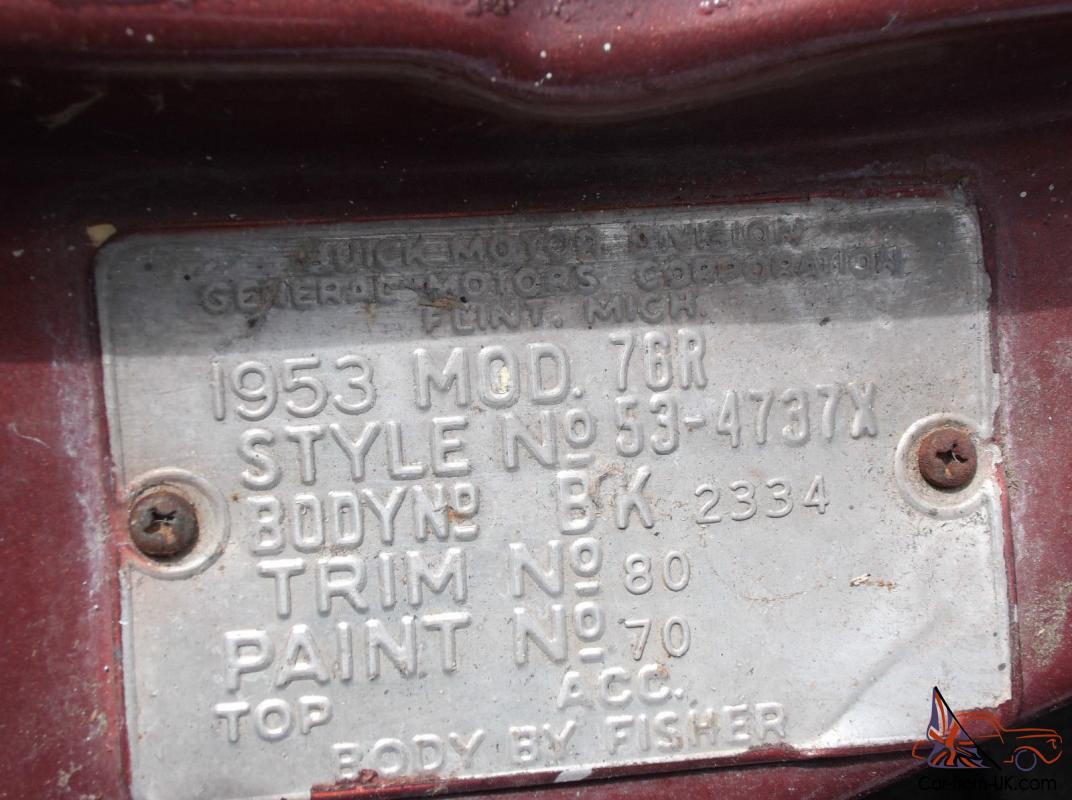 BUICK MOTOR DIVISION
GENERAL MOTORS CORPORATION
FLINT, MICH.
1953 MOD. 76R
STYLE Nº 53-4737X
BODY Nº BK 2334
TRIM Nº 80
PAINT Nº 70
TOP ACC.
BODY BY FISHER
Car-from-UK.com